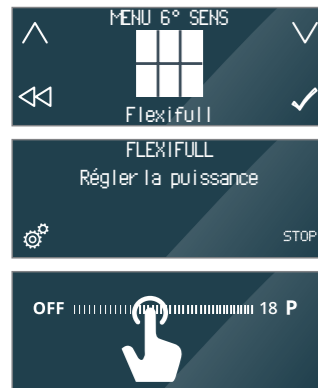 MENU 6° SENS
Flexifull
FLEXIFULL
Régler la puissance
STOP
OFF 18 P